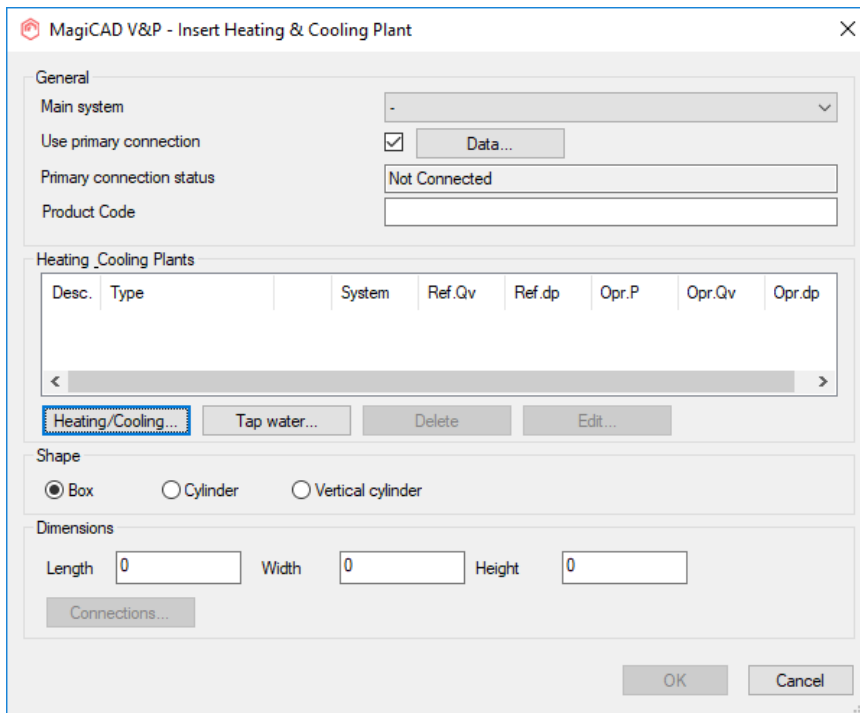 MagiCAD V&P - Insert Heating & Cooling Plant
General
Main system -
Use primary connection Data...
Primary connection status Not Connected
Product Code
Heating _Cooling Plants
Desc. Type System Ref.Qv Ref.dp Opr.P Opr.Qv Opr.dp
Heating/Cooling... Tap water... Delete Edit...
Shape
Box Cylinder Vertical cylinder
Dimensions
Length 0 Width 0 Height 0
Connections...
OK Cancel